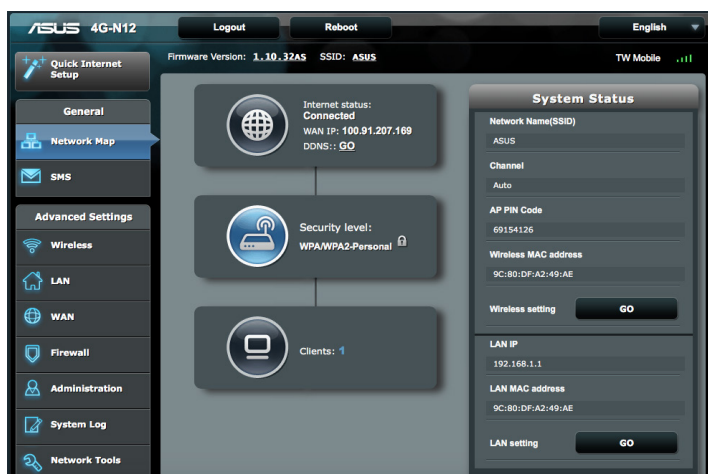 ASUS 4G-N12
Logout
Reboot
English
Quick Internet
Setup
Firmware Version: 1.10.32AS SSID: ASUS
TW Mobile
General
Network Map
SMS
Advanced Settings
Wireless
LAN
WAN
Firewall
Administration
System Log
Network Tools
Internet status:
Connected
WAN IP: 100.91.207.169
DDNS:: GO
Security level:
WPA/WPA2-Personal
Clients: 1
System Status
Network Name(SSID)
ASUS
Channel
Auto
AP PIN Code
69154126
Wireless MAC address
9C:80:DF:A2:49:AE
Wireless setting GO
LAN IP
192.168.1.1
LAN MAC address
9C:80:DF:A2:49:AE
LAN setting GO